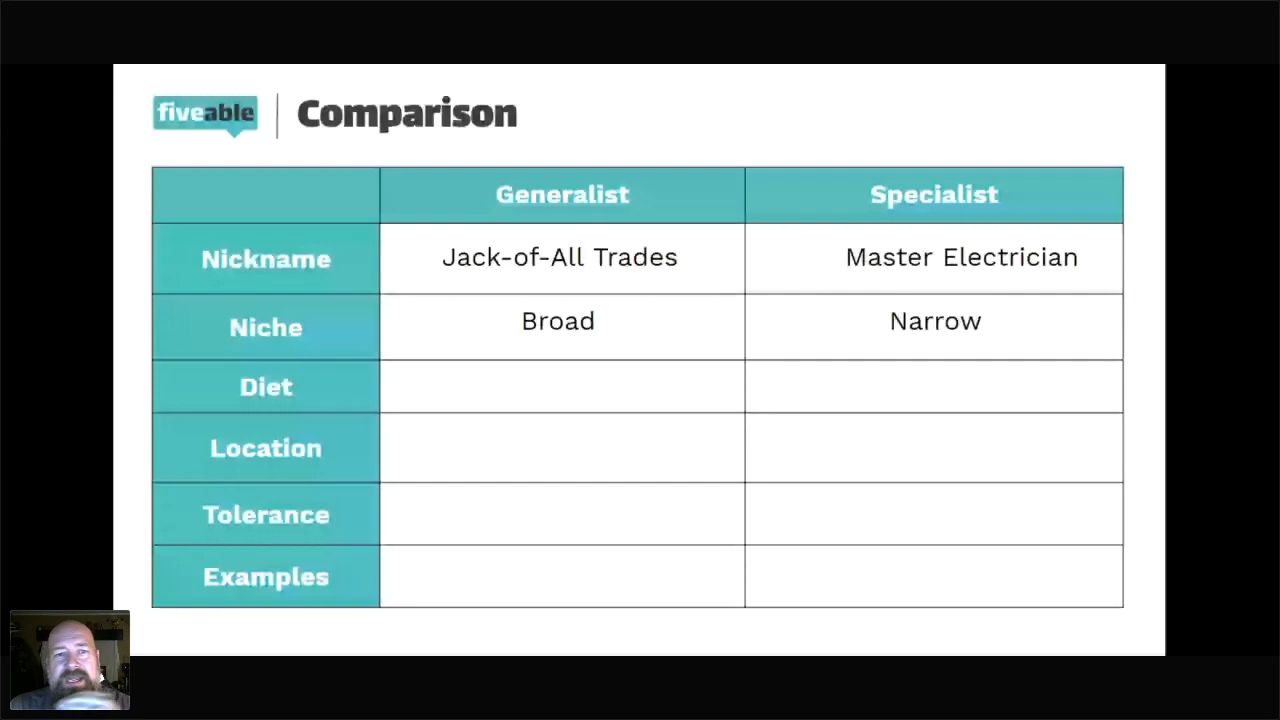 fiveable
Comparison
Generalist Specialist
Nickname Jack-of-All Trades Master Electrician
Niche Broad Narrow
Diet
Location
Tolerance
Examples